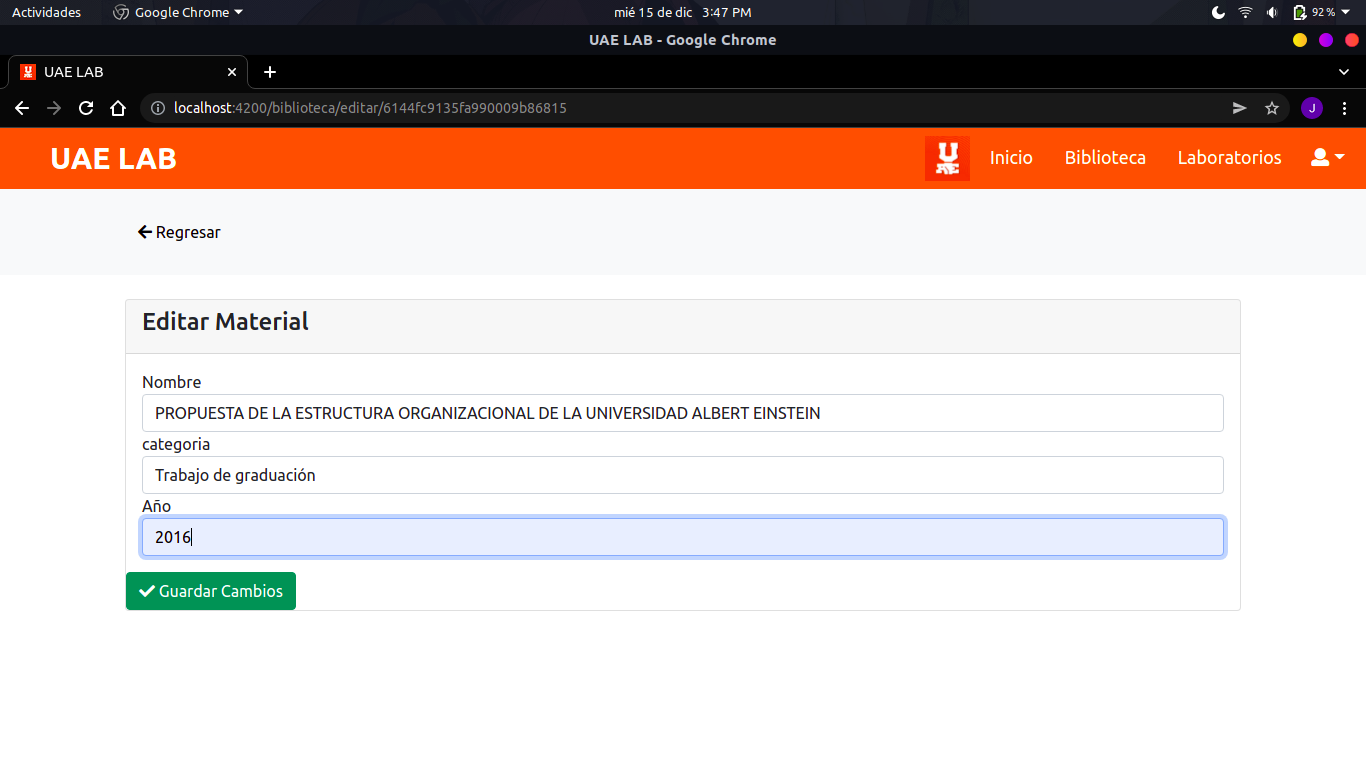 Actividades Google Chrome mié 15 de dic 3:47 PM 92 %
UAE LAB - Google Chrome
UAE LAB
localhost:4200/biblioteca/editar/6144fc9135fa990009b86815 J
UAE LAB UAE Inicio Biblioteca Laboratorios
Regresar
Editar Material
Nombre
PROPUESTA DE LA ESTRUCTURA ORGANIZACIONAL DE LA UNIVERSIDAD ALBERT EINSTEIN
categoria
Trabajo de graduación
Año
2016
Guardar Cambios